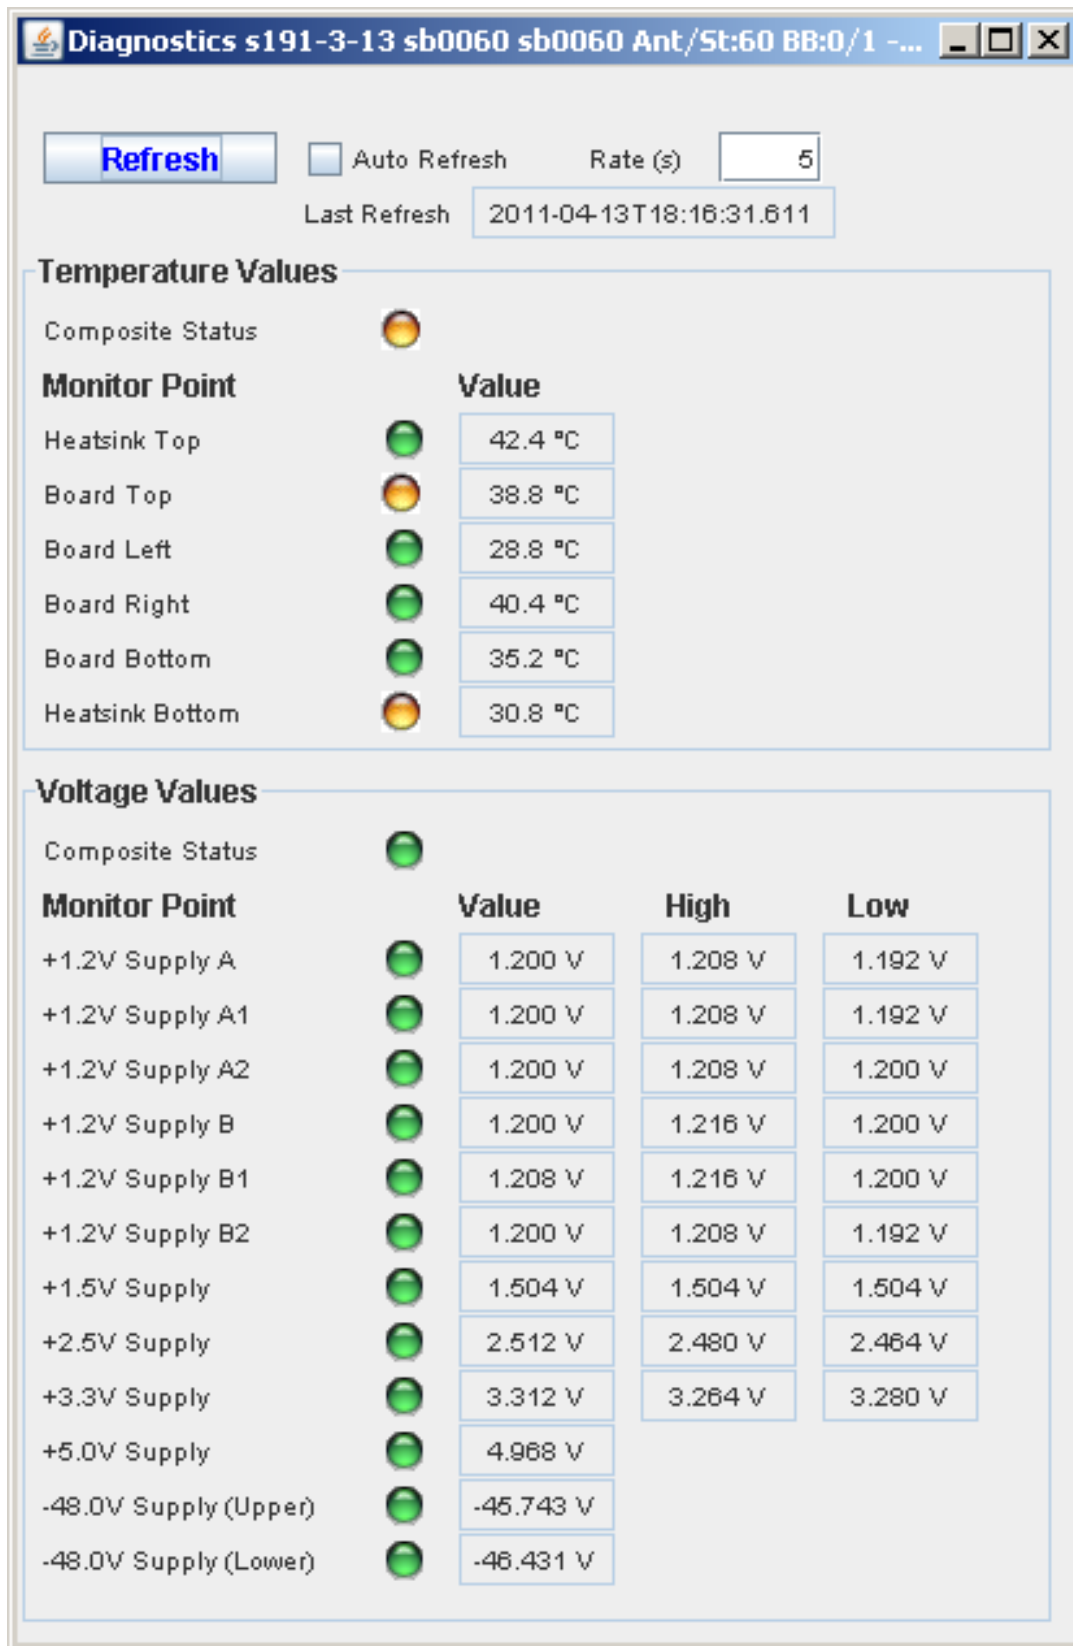 Diagnostics s191-3-13 sb0060 sb0060 Ant/St:60 BB:0/1 -...
Refresh Auto Refresh Rate (s) 5
Last Refresh 2011-04-13T18:16:31.611
Temperature Values
Composite Status
Monitor Point Value
Heatsink Top 42.4 °C
Board Top 38.8 °C
Board Left 28.8 °C
Board Right 40.4 °C
Board Bottom 35.2 °C
Heatsink Bottom 30.8 °C
Voltage Values
Composite Status
Monitor Point Value High Low
+1.2V Supply A 1.200 V 1.208 V 1.192 V
+1.2V Supply A1 1.200 V 1.208 V 1.192 V
+1.2V Supply A2 1.200 V 1.208 V 1.200 V
+1.2V Supply B 1.200 V 1.216 V 1.200 V
+1.2V Supply B1 1.208 V 1.216 V 1.200 V
+1.2V Supply B2 1.200 V 1.208 V 1.192 V
+1.5V Supply 1.504 V 1.504 V 1.504 V
+2.5V Supply 2.512 V 2.480 V 2.464 V
+3.3V Supply 3.312 V 3.264 V 3.280 V
+5.0V Supply 4.968 V
-48.0V Supply (Upper) -45.743 V
-48.0V Supply (Lower) -46.431 V